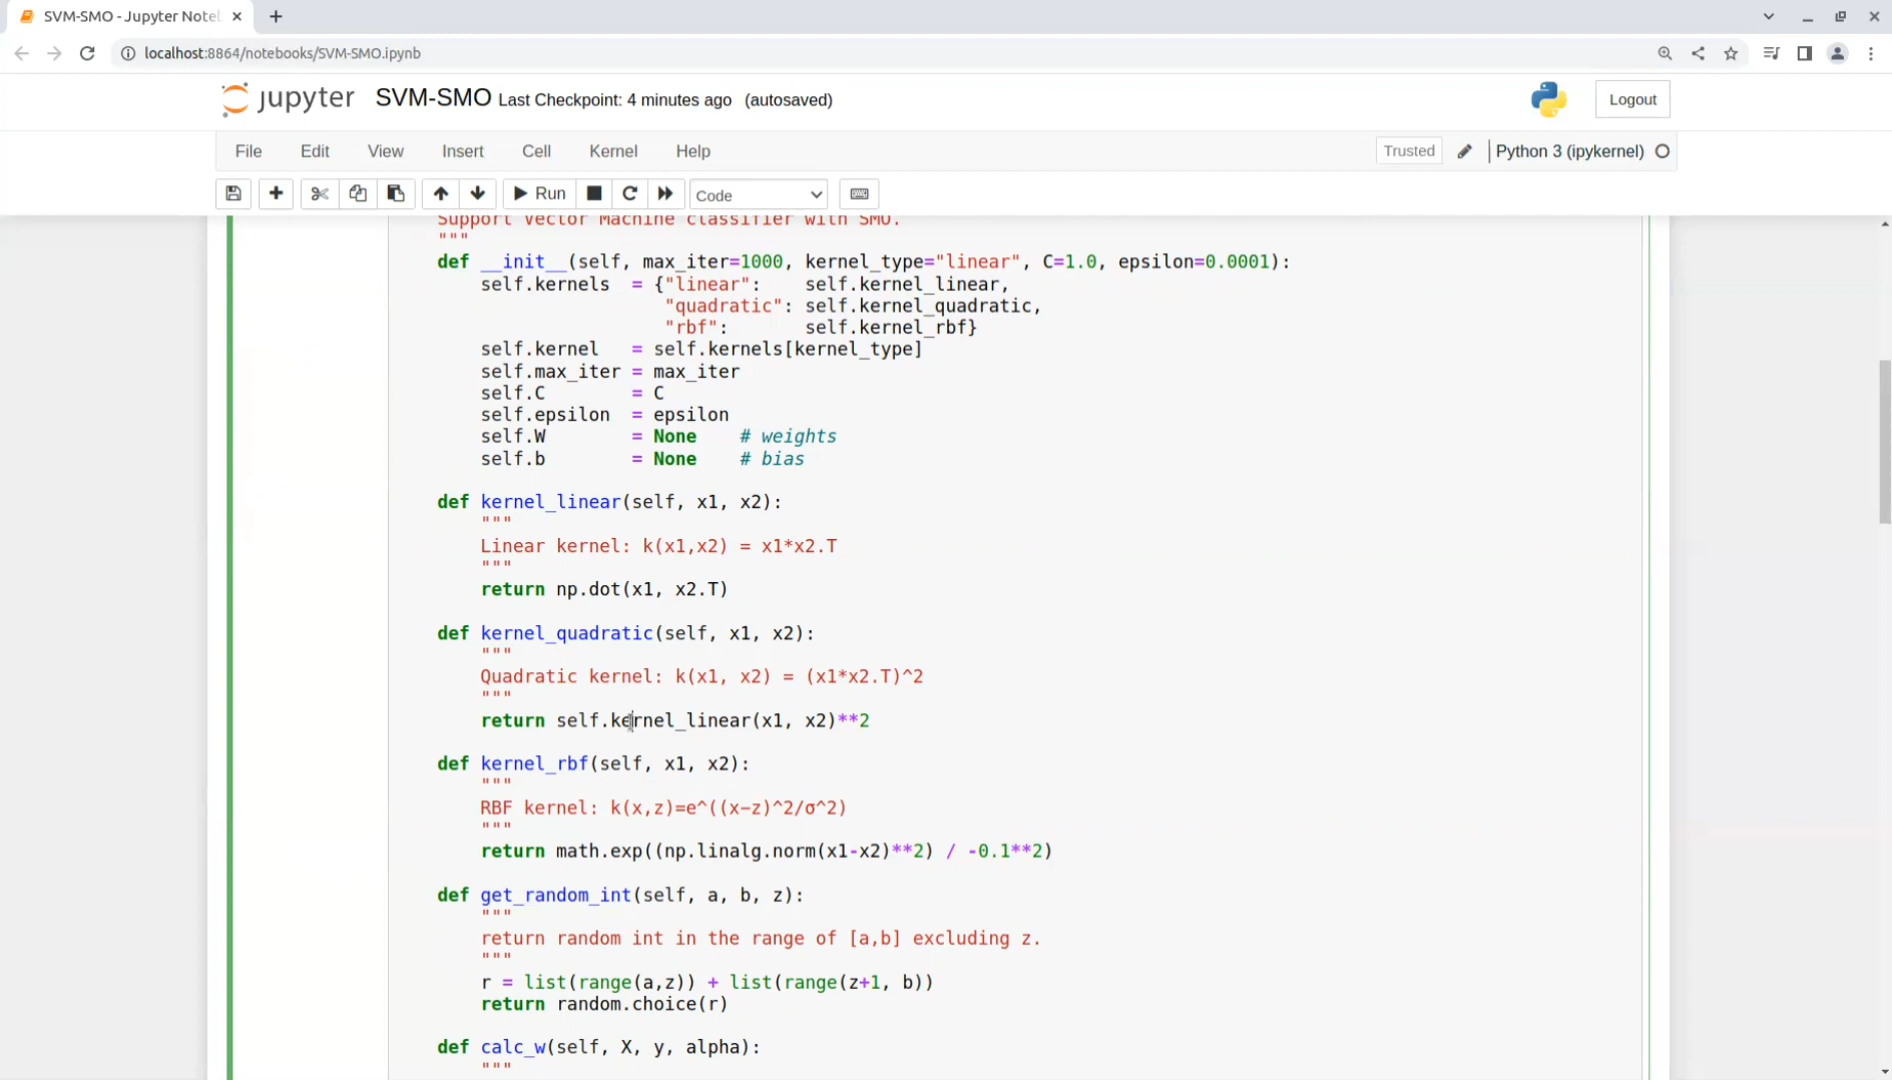 SVM-SMO - Jupyter Note
localhost:8864/notebooks/SVM-SMO.ipynb
jupyter SVM-SMO Last Checkpoint: 4 minutes ago (autosaved)
Logout
File Edit View Insert Cell Kernel Help
Trusted
Python 3 (ipykernel)
Run
Code
Support Vector Machine classifier with SMO.
"""
def __init__(self, max_iter=1000, kernel_type="linear", C=1.0, epsilon=0.0001):
self.kernels = {"linear": self.kernel_linear,
"quadratic": self.kernel_quadratic,
"rbf": self.kernel_rbf}
self.kernel = self.kernels[kernel_type]
self.max_iter = max_iter
self.C = C
self.epsilon = epsilon
self.W = None # weights
self.b = None # bias
def kernel_linear(self, x1, x2):
"""
Linear kernel: k(x1,x2) = x1*x2.T
"""
return np.dot(x1, x2.T)
def kernel_quadratic(self, x1, x2):
"""
Quadratic kernel: k(x1, x2) = (x1*x2.T)^2
"""
return self.kernel_linear(x1, x2)**2
def kernel_rbf(self, x1, x2):
"""
RBF kernel: k(x,z)=e^((x−z)^2/σ^2)
"""
return math.exp((np.linalg.norm(x1-x2)**2) / -0.1**2)
def get_random_int(self, a, b, z):
"""
return random int in the range of [a,b] excluding z.
"""
r = list(range(a,z)) + list(range(z+1, b))
return random.choice(r)
def calc_w(self, X, y, alpha):
"""